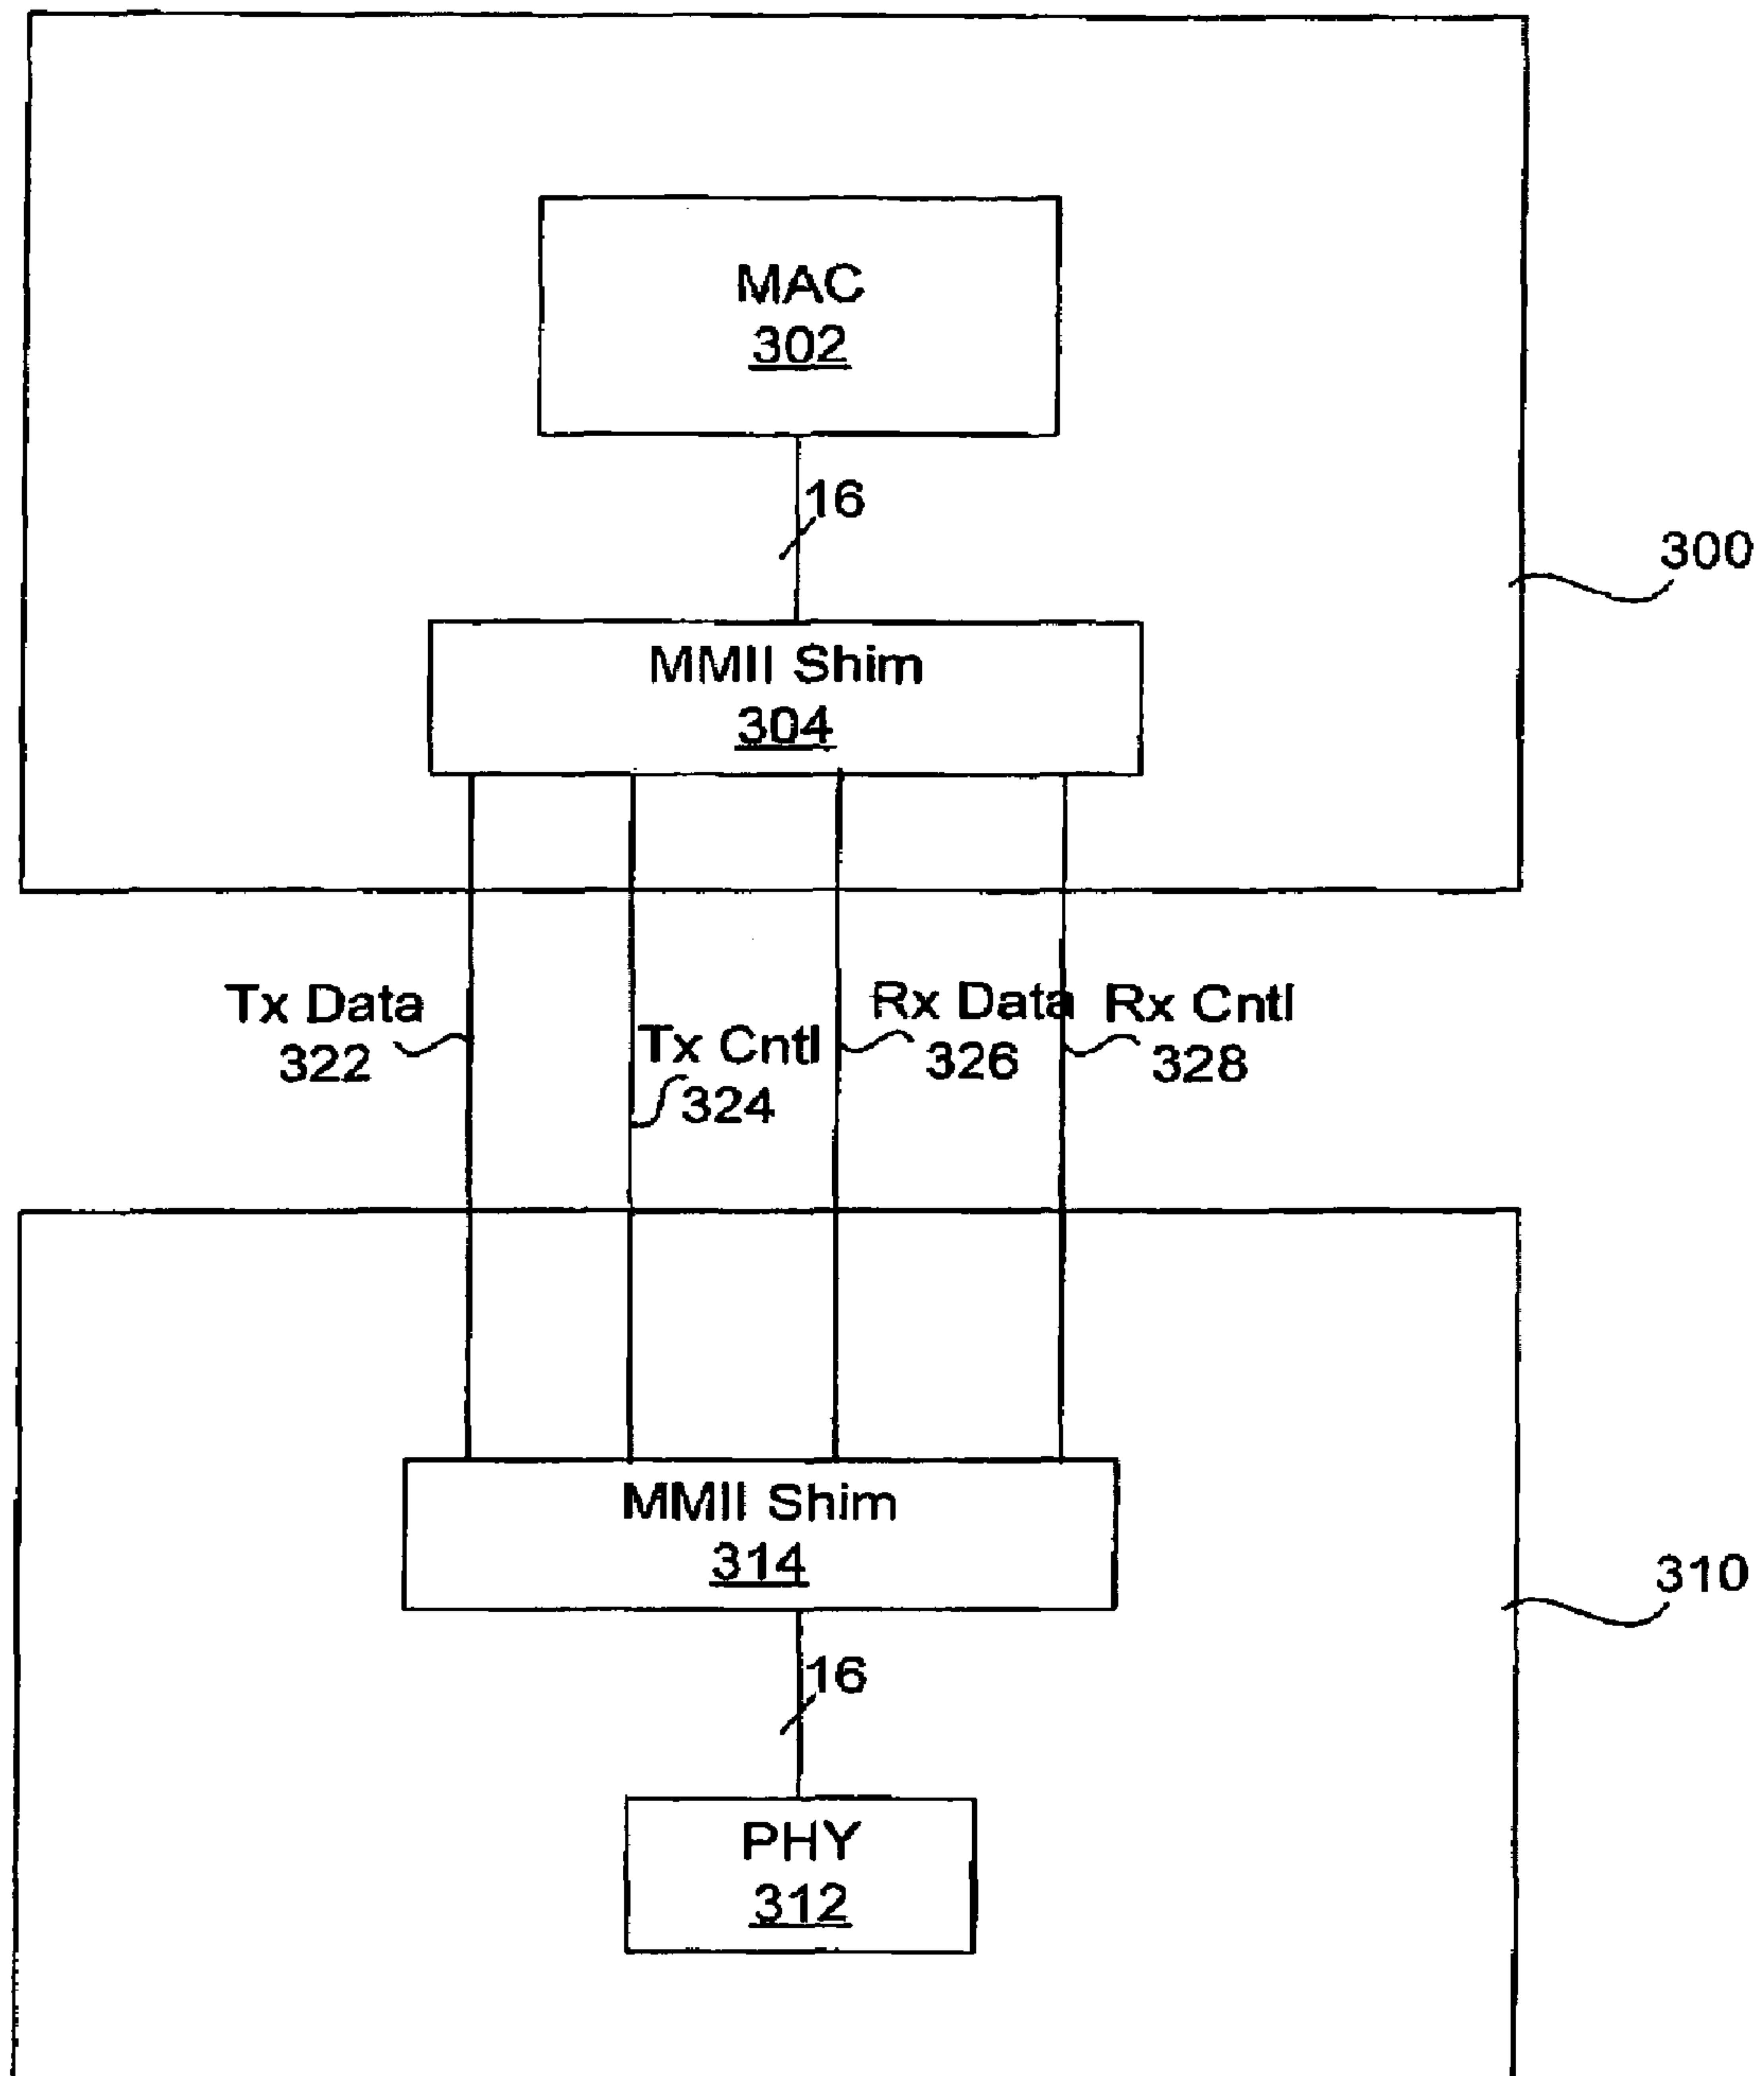 MAC
302
16
300
MMII Shim
304
Tx Data
322
Tx Cntl
324
Rx Data
326
Rx Cntl
328
MMII Shim
314
310
16
PHY
312